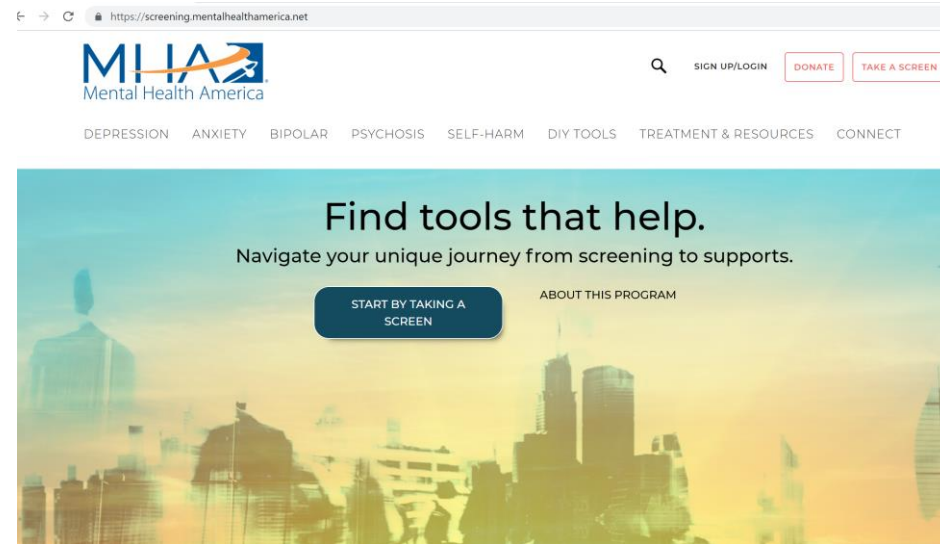 https://screening.mentalhealthamerica.net
MHA
Mental Health America
SIGN UP/LOGIN
DONATE
TAKE A SCREEN
DEPRESSION ANXIETY BIPOLAR PSYCHOSIS SELF-HARM DIY TOOLS TREATMENT & RESOURCES CONNECT
Find tools that help.
Navigate your unique journey from screening to supports.
START BY TAKING A
SCREEN
ABOUT THIS PROGRAM